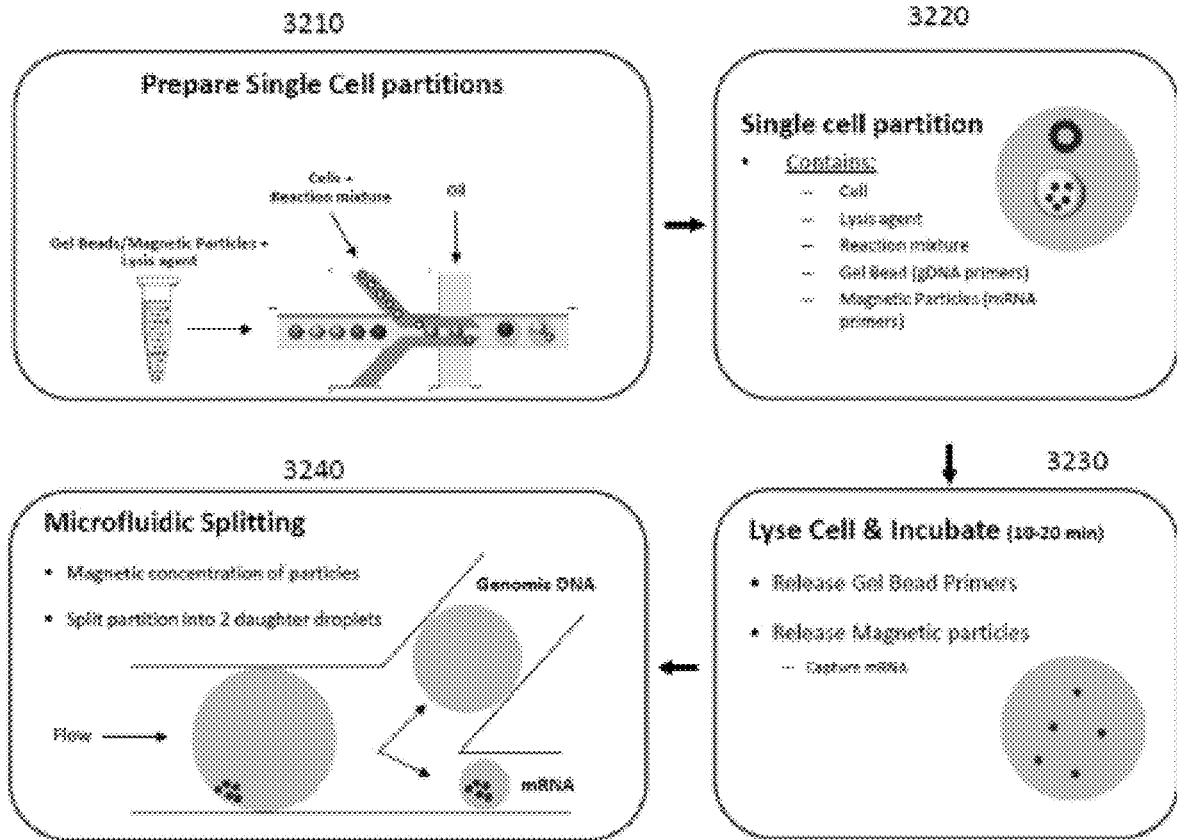 3210
Prepare Single Cell partitions
Cells +
Reaction mixture
Oil
Gel Beads/Magnetic Particles +
Lysis agent
3220
Single cell partition
• Contains:
– Cell
– Lysis agent
– Reaction mixture
– Gel Bead (gDNA primers)
– Magnetic Particles (mRNA
primers)
3230
Lyse Cell & Incubate (10-20 min)
• Release Gel Bead Primers
• Release Magnetic particles
– Capture mRNA
3240
Microfluidic Splitting
• Magnetic concentration of particles
• Split partition into 2 daughter droplets
Genomic DNA
Flow
mRNA